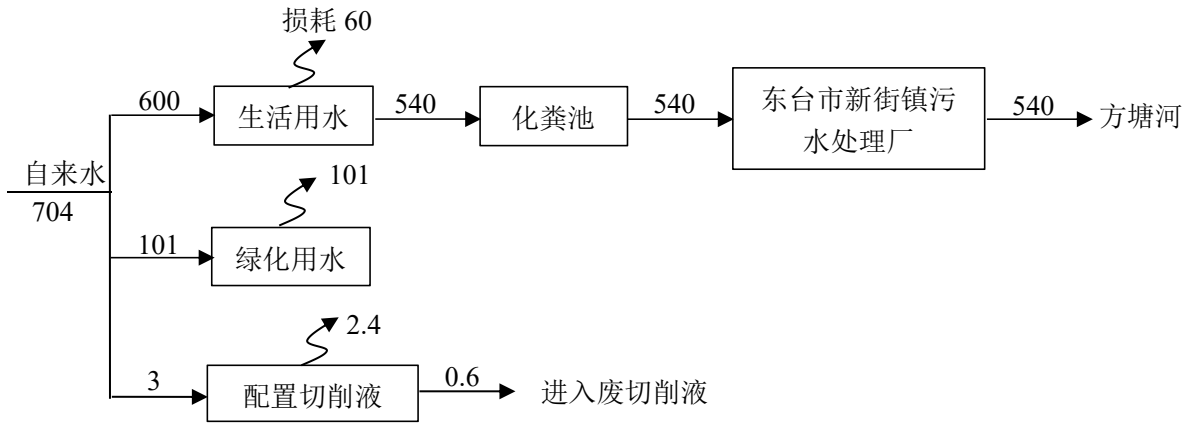 损耗 60
600
生活用水
540
化粪池
540
东台市新街镇污
水处理厂
540
方塘河
自来水
704
101
101
绿化用水
2.4
3
配置切削液
0.6
进入废切削液